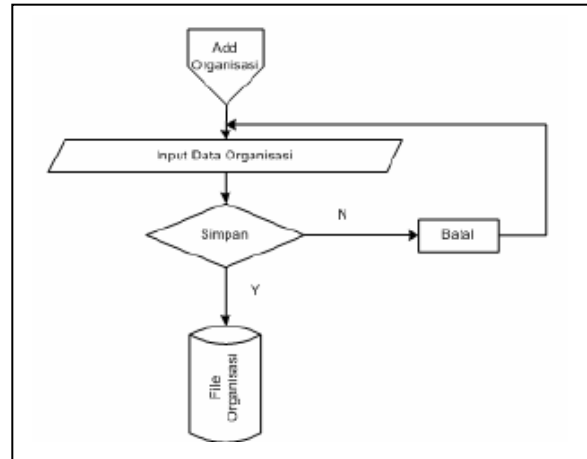 Add
Organisasi
Input Data Organisasi
Simpan
N
Batal
Y
File
Organisasi